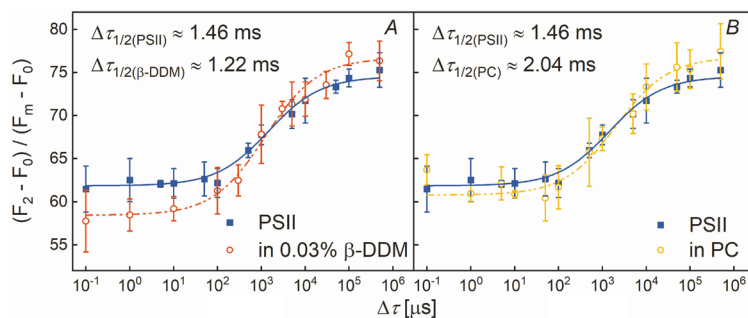 A
Δτ1/2(PSII) ≈ 1.46 ms
Δτ1/2(β-DDM) ≈ 1.22 ms
B
Δτ1/2(PSII) ≈ 1.46 ms
Δτ1/2(PC) ≈ 2.04 ms
(F2 - F0) / (Fm - F0)
80
75
70
65
60
55
PSII
in 0.03% β-DDM
PSII
in PC
10⁻¹ 10⁰ 10¹ 10² 10³ 10⁴ 10⁵ 10⁶ 10⁻¹ 10⁰ 10¹ 10² 10³ 10⁴ 10⁵ 10⁶
Δτ [µs]